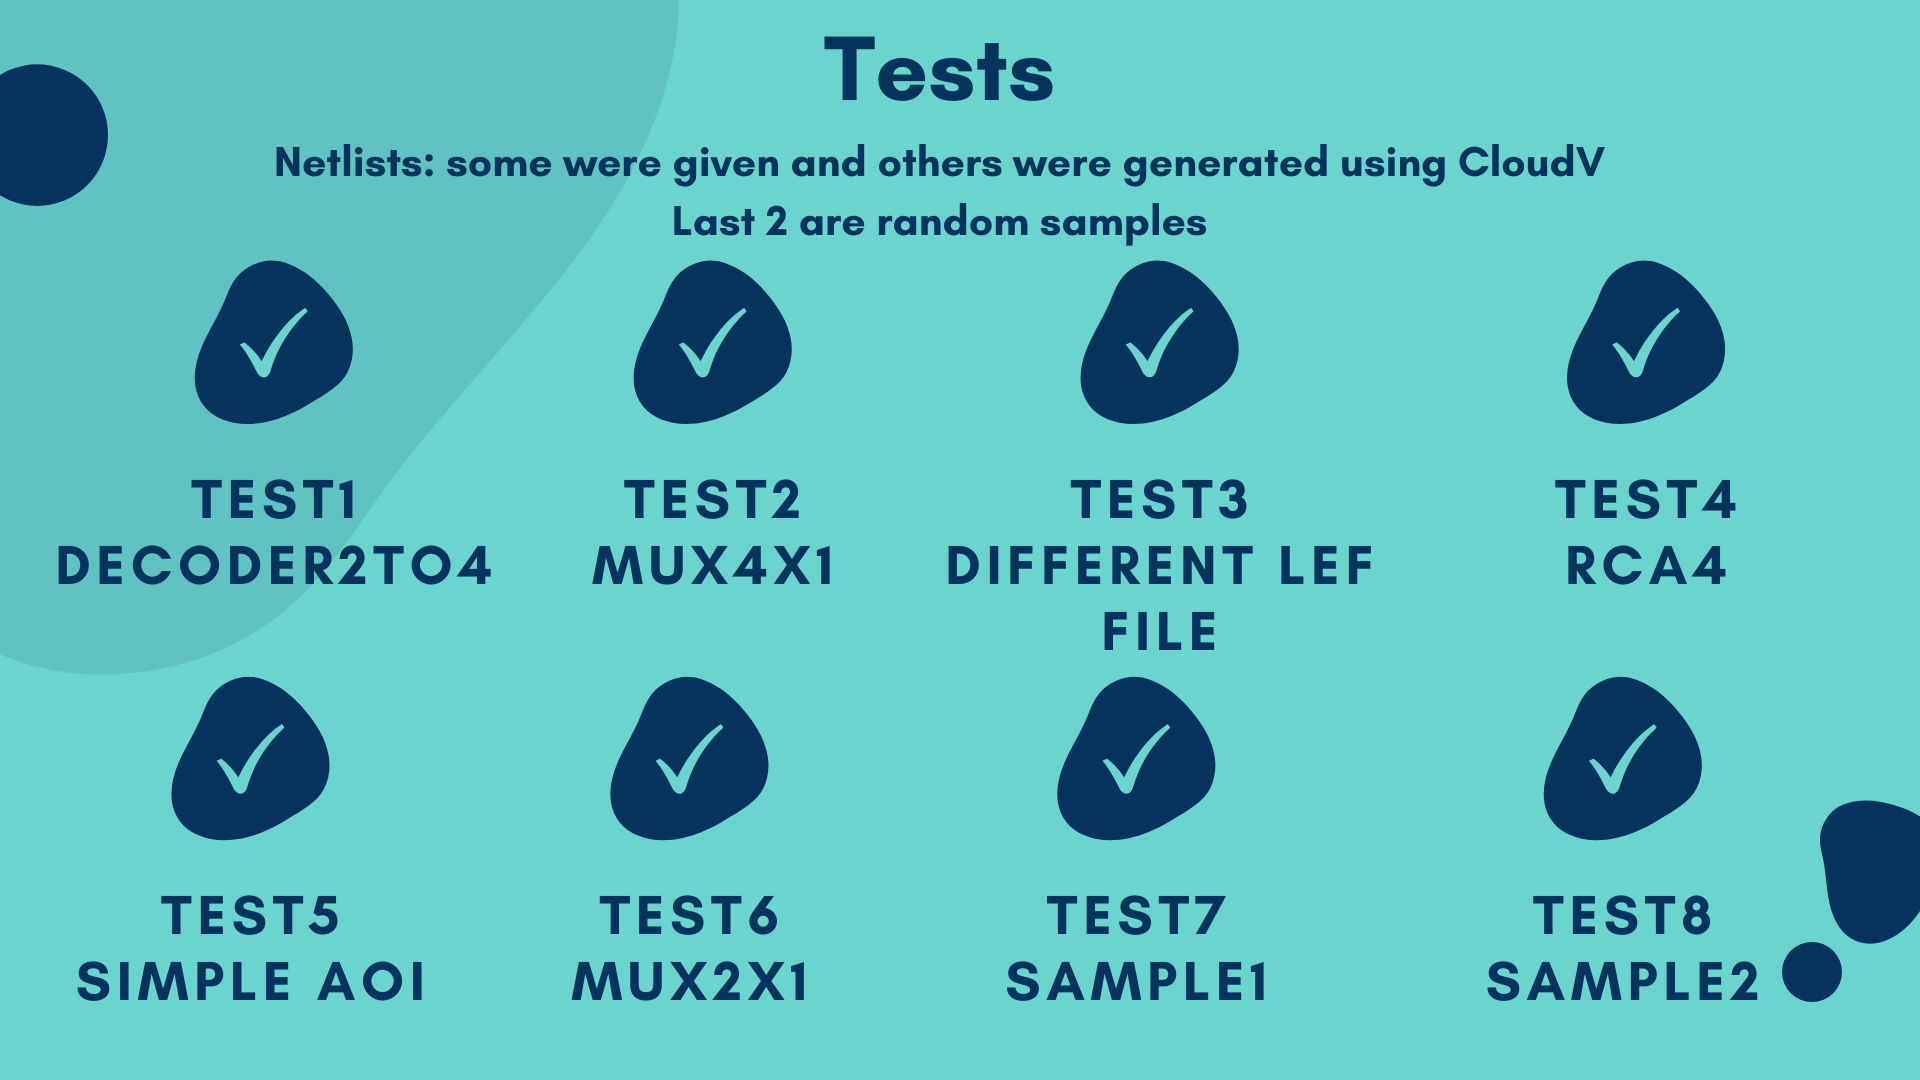 Tests
Netlists: some were given and others were generated using CloudV
Last 2 are random samples
TEST1
DECODER2TO4
TEST2
MUX4X1
TEST3
DIFFERENT LEF
FILE
TEST4
RCA4
TEST5
SIMPLE AOI
TEST6
MUX2X1
TEST7
SAMPLE1
TEST8
SAMPLE2